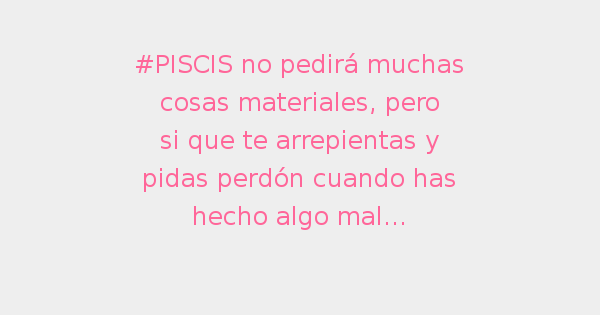 #PISCIS no pedirá muchas
cosas materiales, pero
si que te arrepientas y
pidas perdón cuando has
hecho algo mal...